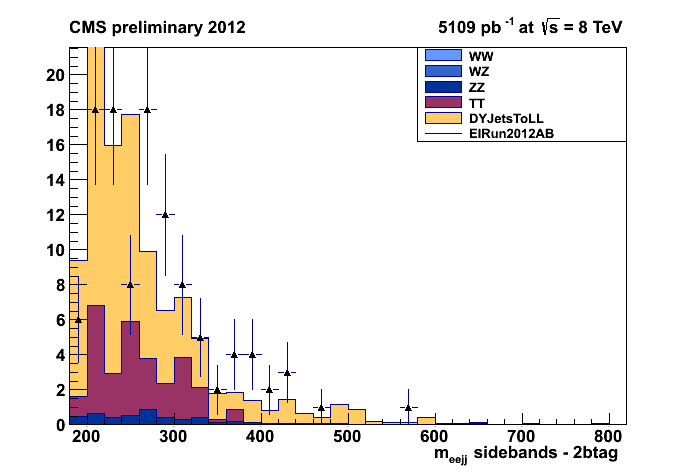 CMS preliminary 2012
5109 pb⁻¹ at √s = 8 TeV
WW
WZ
ZZ
TT
DYJetsToLL
ElRun2012AB
20
18
16
14
12
10
8
6
4
2
0
200 300 400 500 600 700 800
m_eejj sidebands - 2btag